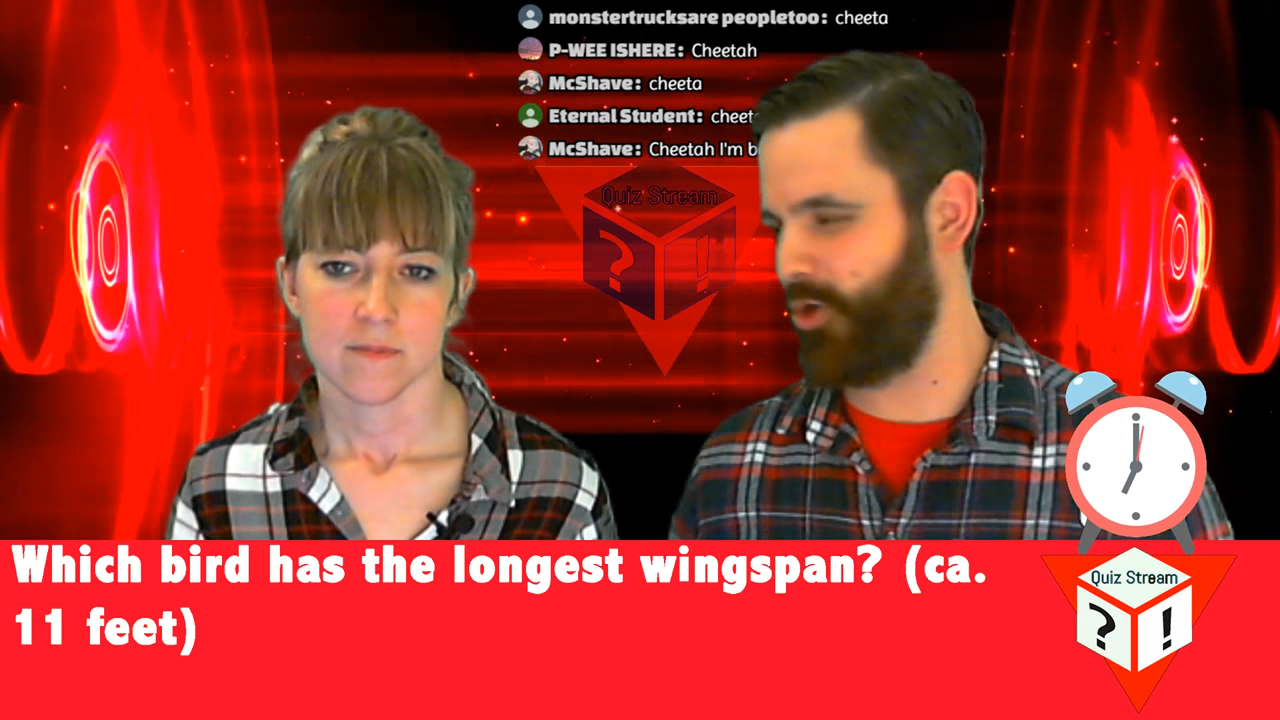 monstertrucksare peopletoo: cheeta
P-WEE ISHERE: Cheetah
McShave: cheeta
Eternal Student:
McShave: Cheetah I'm
Quiz Stream
? !
Which bird has the longest wingspan? (ca.
11 feet)
Quiz Stream
? !